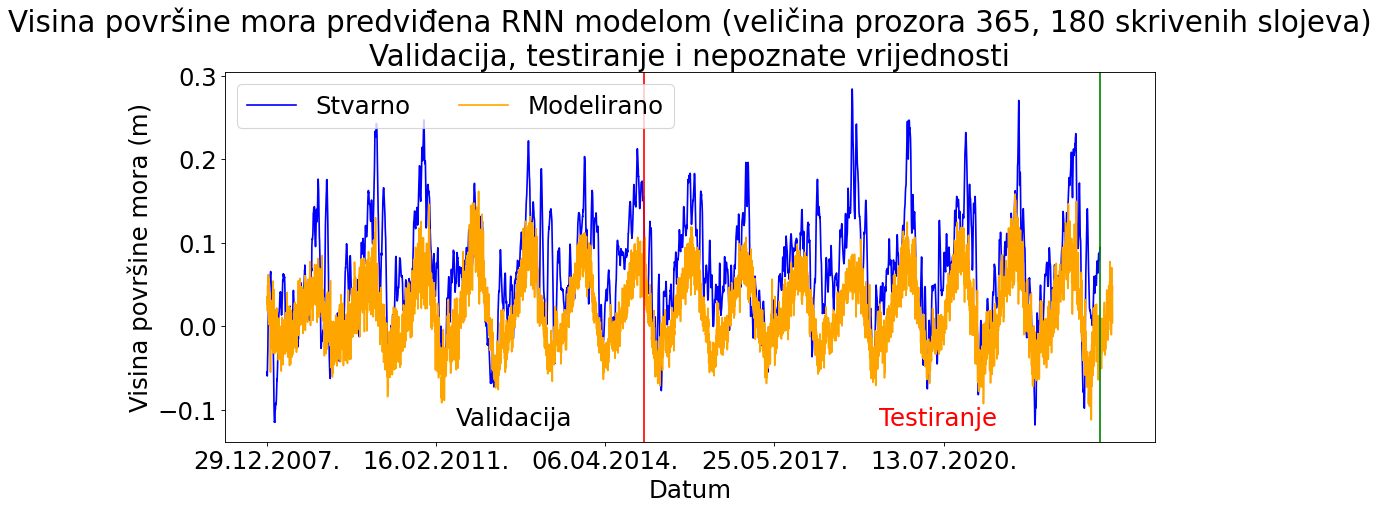 Visina površine mora predviđena RNN modelom (veličina prozora 365, 180 skrivenih slojeva)
Validacija, testiranje i nepoznate vrijednosti
Stvarno
Modelirano
Visina površine mora (m)
0.3
0.2
0.1
0.0
−0.1
Validacija
Testiranje
29.12.2007.
16.02.2011.
06.04.2014.
25.05.2017.
13.07.2020.
Datum